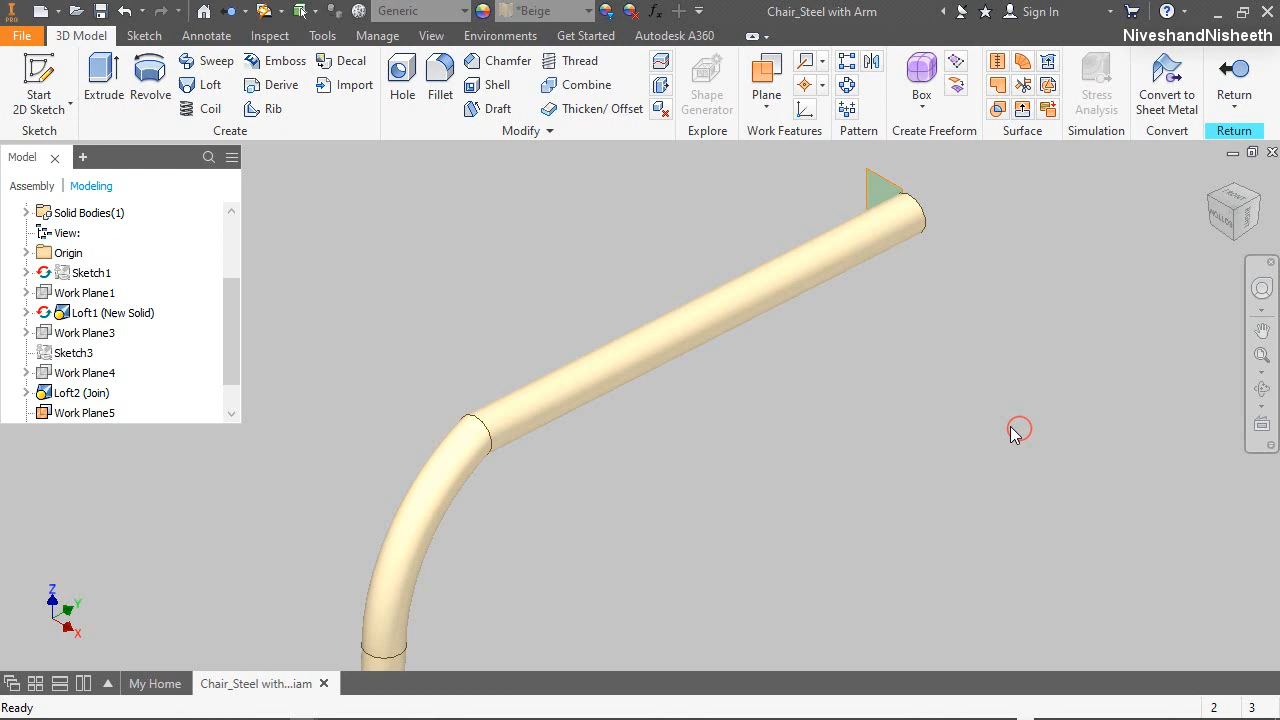 PRO
Generic
*Beige
fx
Chair_Steel with Arm
Sign In
File
3D Model
Sketch
Annotate
Inspect
Tools
Manage
View
Environments
Get Started
Autodesk A360
NiveshandNisheeth
Start
2D Sketch
Sketch
Extrude
Revolve
Sweep
Loft
Coil
Emboss
Derive
Rib
Decal
Import
Create
Hole
Fillet
Chamfer
Shell
Draft
Thread
Combine
Thicken/ Offset
Modify
Shape
Generator
Explore
Plane
Work Features
Pattern
Box
Create Freeform
Surface
Stress
Analysis
Simulation
Convert to
Sheet Metal
Convert
Return
Return
Model
Assembly
Modeling
Solid Bodies(1)
View:
Origin
Sketch1
Work Plane1
Loft1 (New Solid)
Work Plane3
Sketch3
Work Plane4
Loft2 (Join)
Work Plane5
FRONT
BOTTOM
Z
Y
X
My Home
Chair_Steel with...iam
Ready
2
3